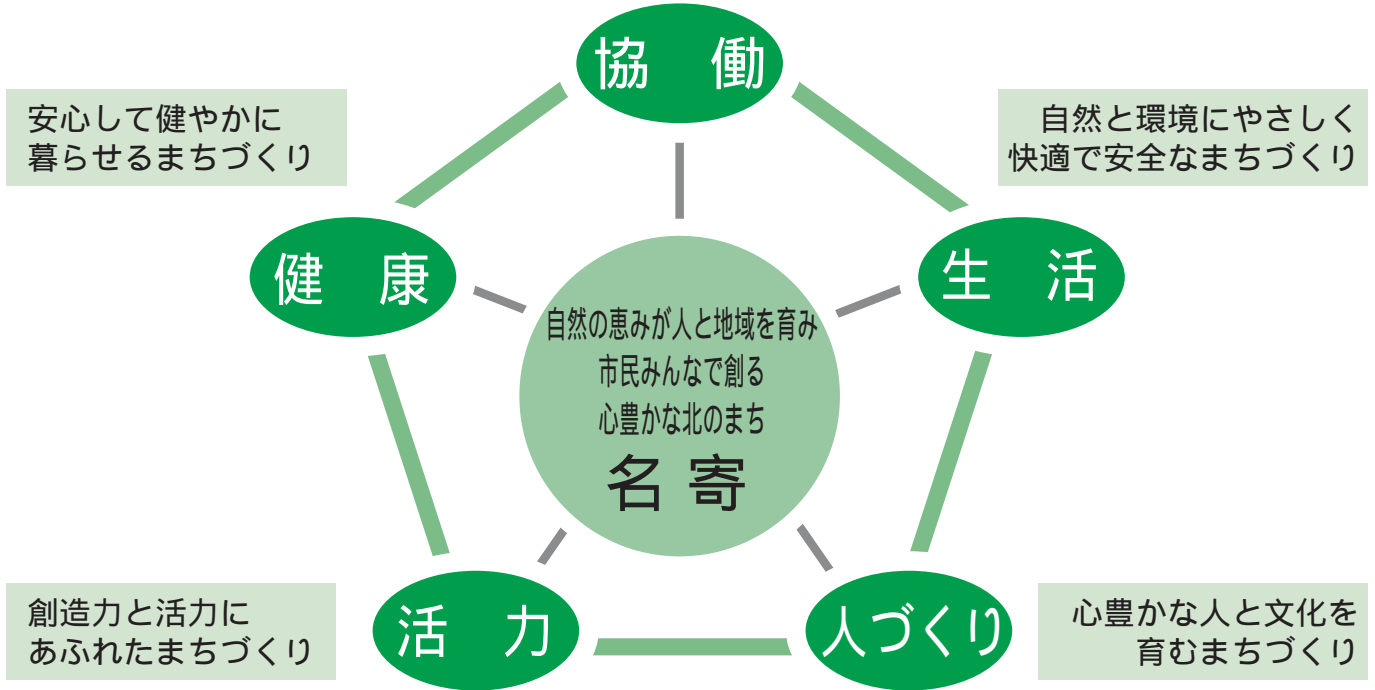 協　働
安心して健やかに
暮らせるまちづくり
自然と環境にやさしく
快適で安全なまちづくり
健　康
生　活
自然の恵みが人と地域を育み
市民みんなで創る
心豊かな北のまち
名 寄
創造力と活力に
あふれたまちづくり
活　力
人づくり
心豊かな人と文化を
育むまちづくり